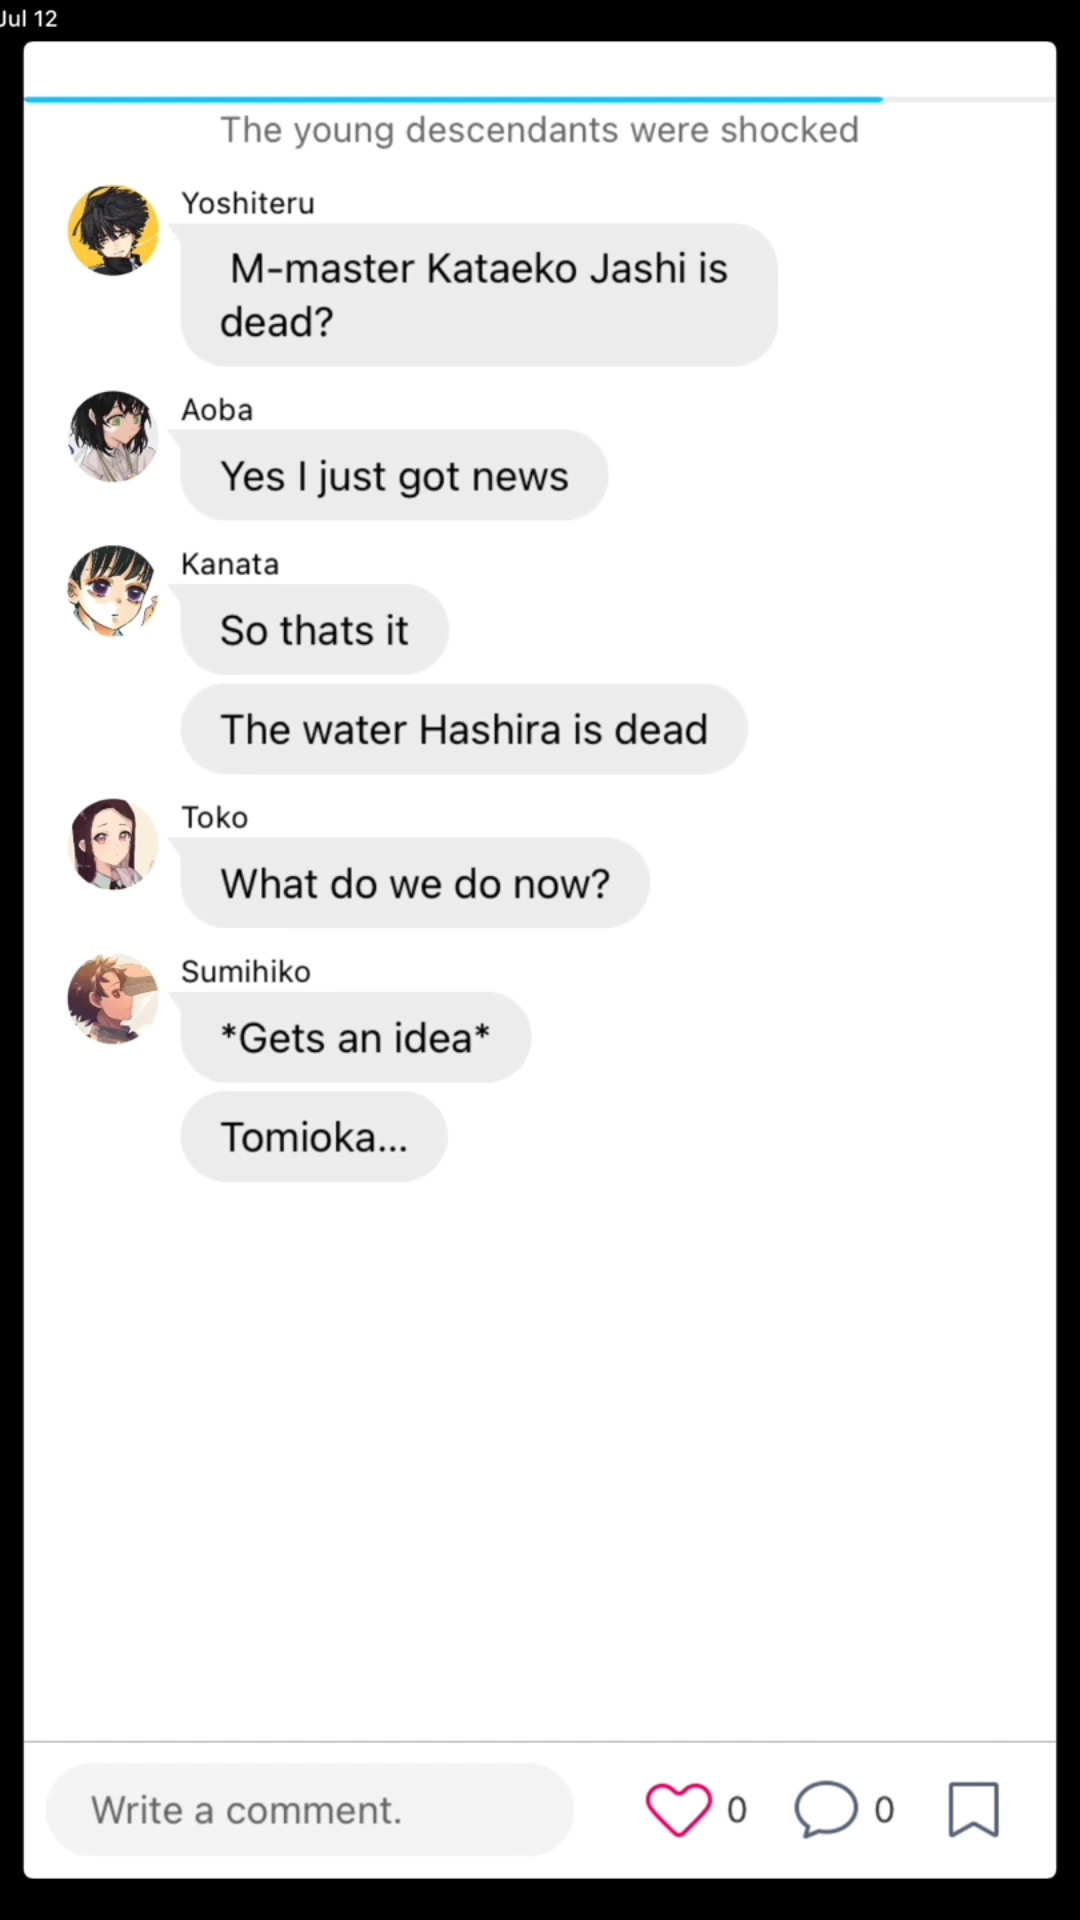 Jul 12
The young descendants were shocked
Yoshiteru
M-master Kataeko Jashi is
dead?
Aoba
Yes I just got news
Kanata
So thats it
The water Hashira is dead
Toko
What do we do now?
Sumihiko
*Gets an idea*
Tomioka...
Write a comment.
0
0